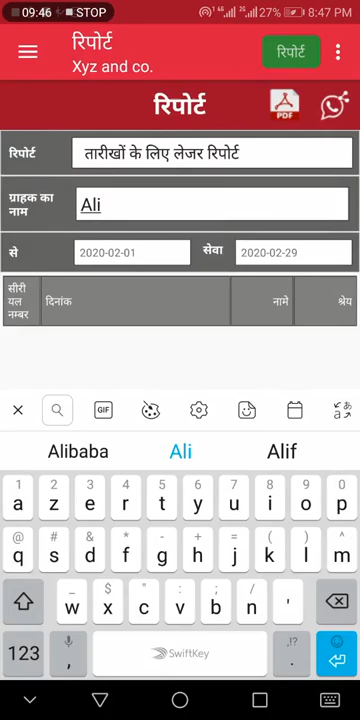 09:46 STOP 4G 2G 27% 8:47 PM
रिपोर्ट
Xyz and co.
रिपोर्ट
रिपोर्ट
PDF
रिपोर्ट तारीखों के लिए लेजर रिपोर्ट
ग्राहक का नाम Ali
से 2020-02-01 सेवा 2020-02-29
सीरीयल नम्बर दिनांक नामे श्रेय
GIF
Alibaba Ali Alif
1 2 3 4 5 6 7 8 9 0
a z e r t y u i o p
@ # & * - + = ( ) ^
q s d f g h j k l m
_ $ " : ; /
w x c v b n '
123 , SwiftKey ,!? .